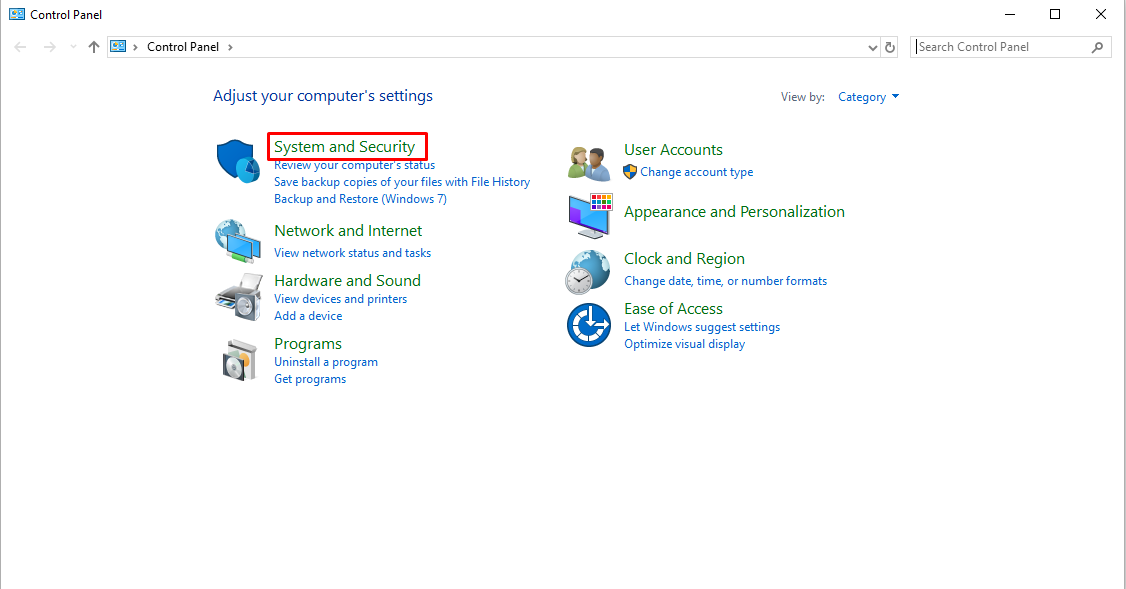 Control Panel
Control Panel
Search Control Panel
Adjust your computer's settings
View by: Category
System and Security
Review your computer's status
Save backup copies of your files with File History
Backup and Restore (Windows 7)
Network and Internet
View network status and tasks
Hardware and Sound
View devices and printers
Add a device
Programs
Uninstall a program
Get programs
User Accounts
Change account type
Appearance and Personalization
Clock and Region
Change date, time, or number formats
Ease of Access
Let Windows suggest settings
Optimize visual display